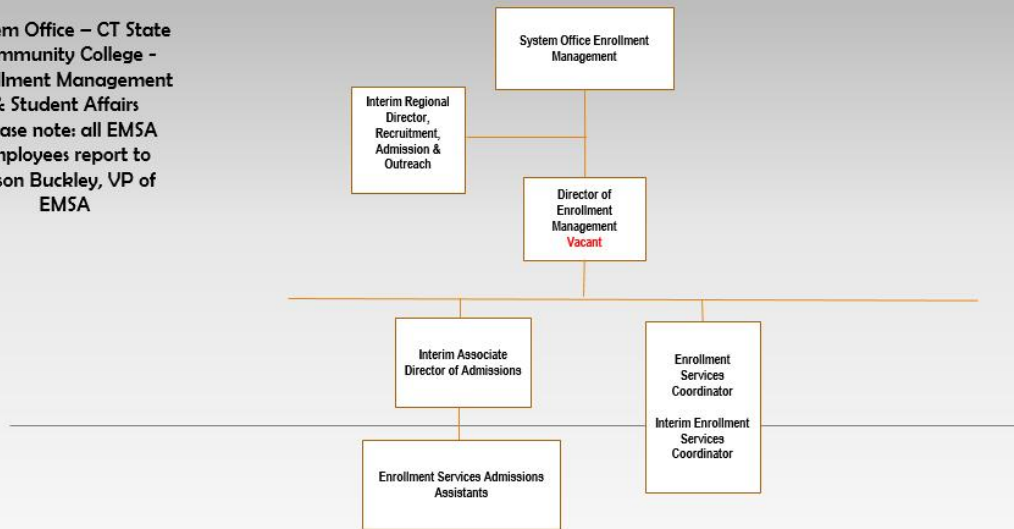 em Office – CT State
mmunity College -
llment Management
& Student Affairs
ase note: all EMSA
nployees report to
son Buckley, VP of
EMSA
System Office Enrollment
Management
Interim Regional
Director,
Recruitment,
Admission &
Outreach
Director of
Enrollment
Management
Vacant
Interim Associate
Director of Admissions
Enrollment
Services
Coordinator
Interim Enrollment
Services
Coordinator
Enrollment Services Admissions
Assistants